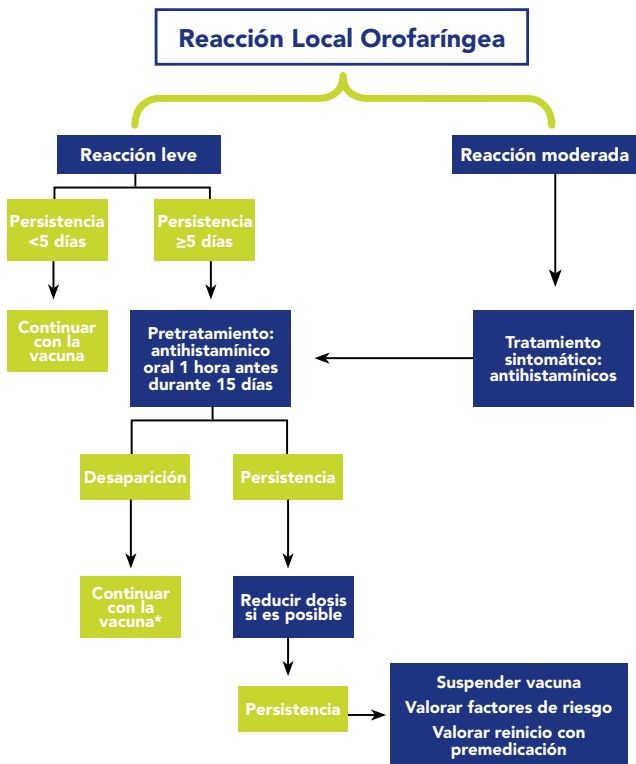 Reacción Local Orofaríngea
Reacción leve
Reacción moderada
Persistencia
<5 días
Persistencia
≥5 días
Continuar
con la
vacuna
Pretratamiento:
antihistamínico
oral 1 hora antes
durante 15 días
Tratamiento
sintomático:
antihistamínicos
Desaparición
Persistencia
Continuar
con la
vacuna*
Reducir dosis
si es posible
Persistencia
Suspender vacuna
Valorar factores de riesgo
Valorar reinicio con
premedicación